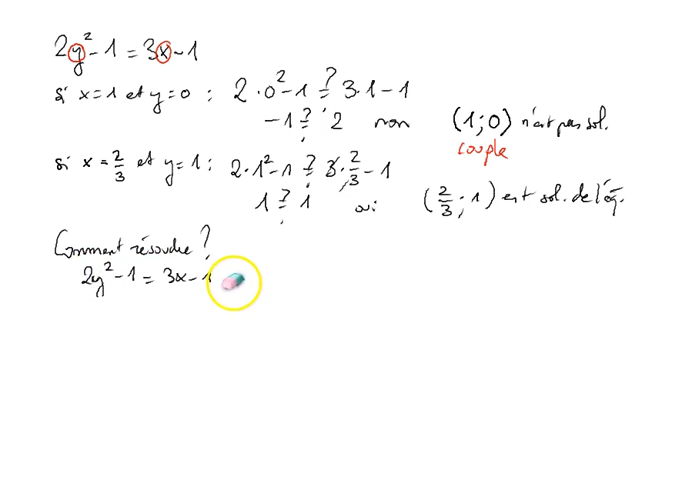 2y² - 1 = 3x - 1
si x = 1 et y = 0 : 2 · 0² - 1 ≟ 3 · 1 - 1
-1 ≟ 2 non (1 ; 0) n'est pas sol.
couple
si x = 2/3 et y = 1 : 2 · 1² - 1 ≟ 3 · 2/3 - 1
1 ≟ 1 oui (2/3 ; 1) est sol. de l'éq.
Comment résoudre ?
2y² - 1 = 3x - 1